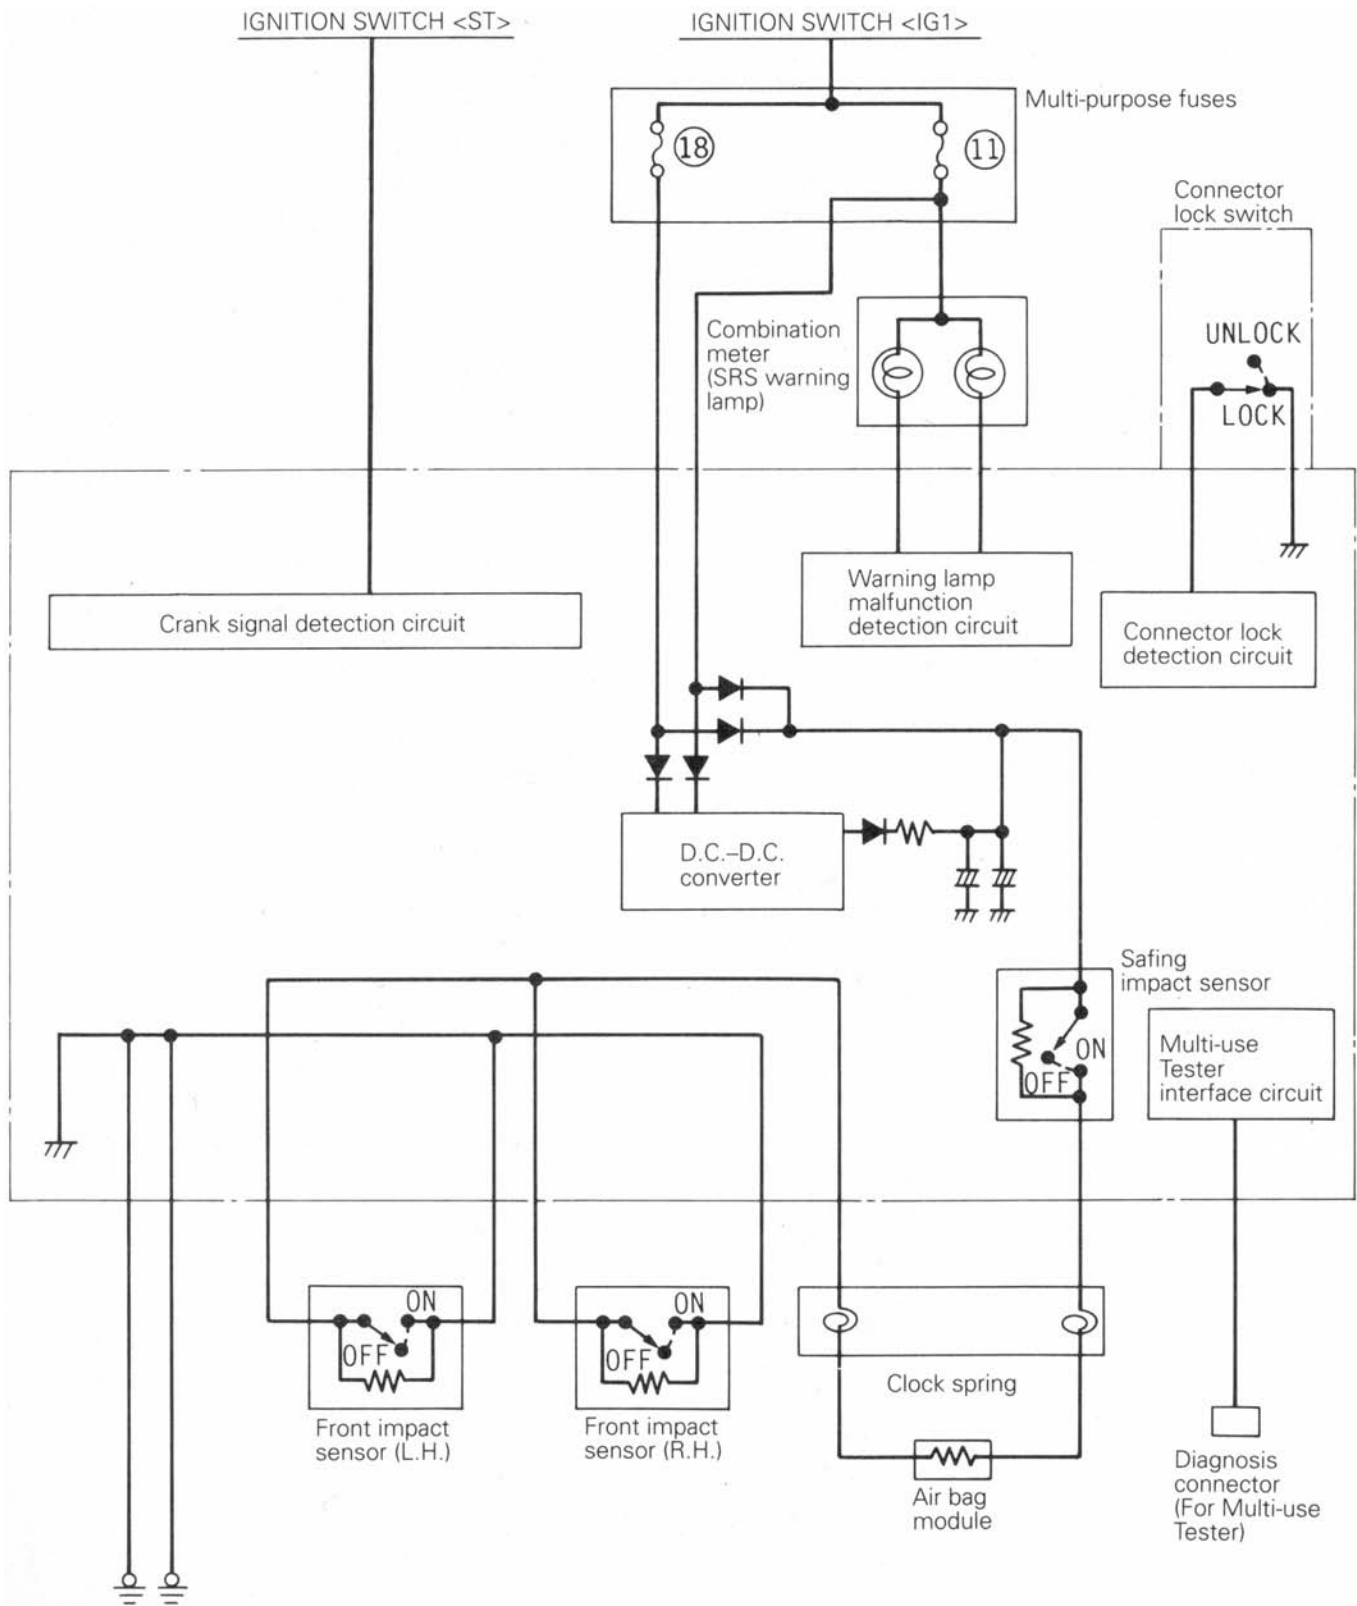 IGNITION SWITCH <ST>
IGNITION SWITCH <IG1>
Multi-purpose fuses
18
11
Connector
lock switch
UNLOCK
LOCK
Combination
meter
(SRS warning
lamp)
Crank signal detection circuit
Warning lamp
malfunction
detection circuit
Connector lock
detection circuit
D.C.–D.C.
converter
Safing
impact sensor
ON
OFF
Multi-use
Tester
interface circuit
ON
OFF
Front impact
sensor (L.H.)
ON
OFF
Front impact
sensor (R.H.)
Clock spring
Air bag
module
Diagnosis
connector
(For Multi-use
Tester)